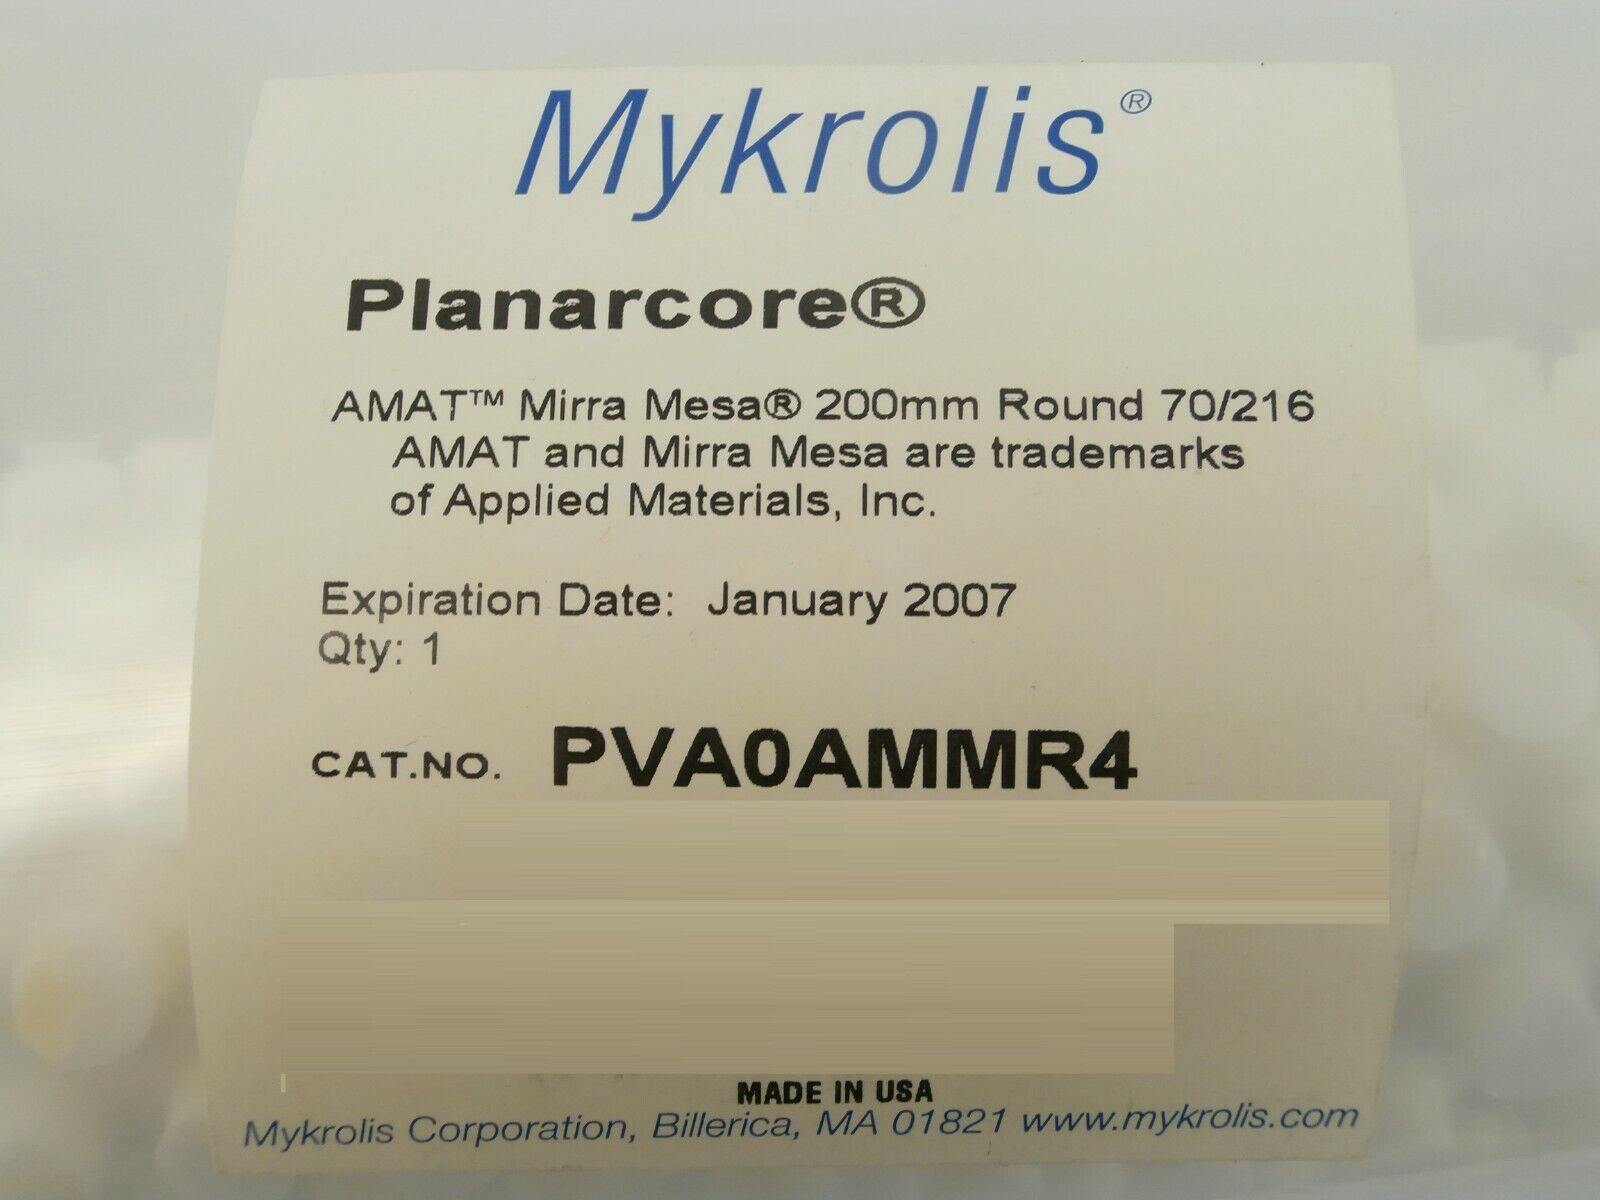 Mykrolis®
Planarcore®
AMAT™ Mirra Mesa® 200mm Round 70/216
AMAT and Mirra Mesa are trademarks
of Applied Materials, Inc.
Expiration Date: January 2007
Qty: 1
CAT.NO. PVA0AMMR4
MADE IN USA
Mykrolis Corporation, Billerica, MA 01821 www.mykrolis.com